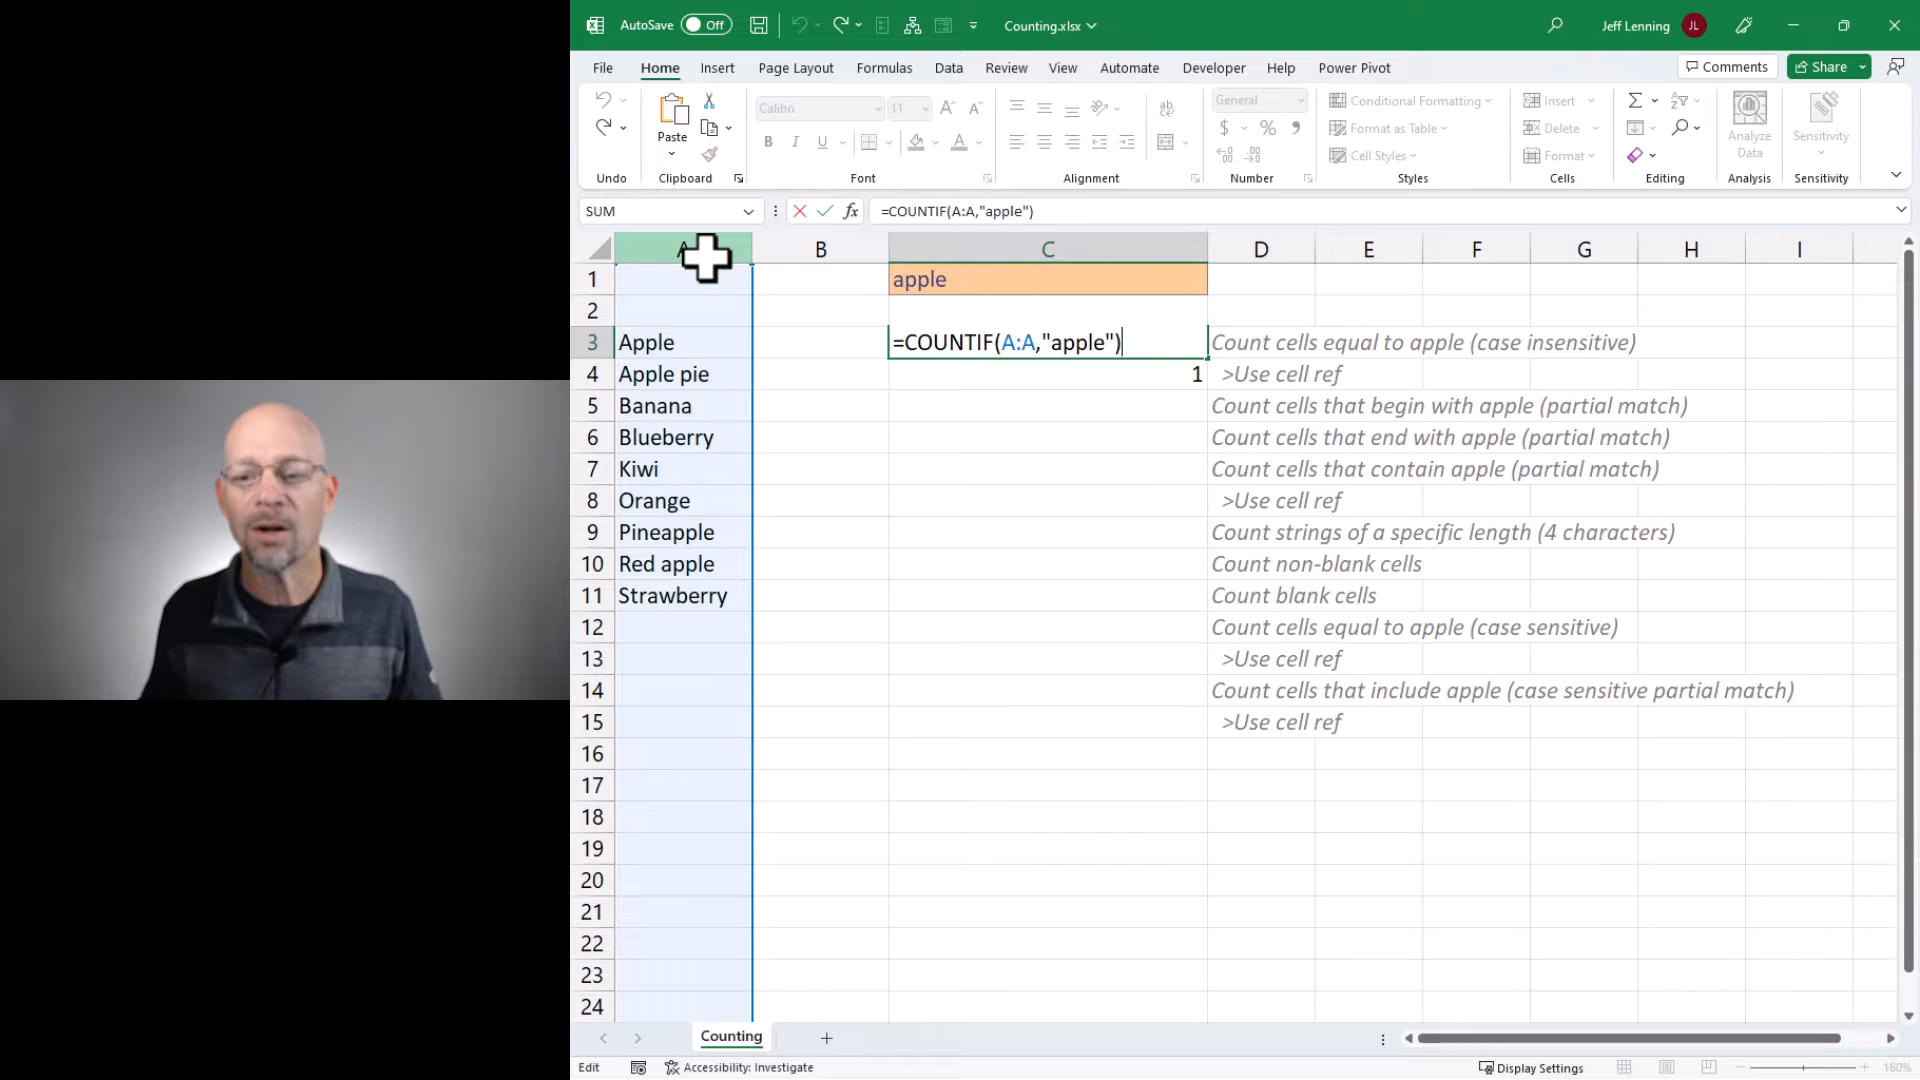 AutoSave Off Counting.xlsx Jeff Lenning JL
File Home Insert Page Layout Formulas Data Review View Automate Developer Help Power Pivot Comments Share
Calibri 11 General Conditional Formatting Insert
Paste Format as Table Delete Analyze Data Sensitivity
B I U $ % Cell Styles Format
Undo Clipboard Font Alignment Number Styles Cells Editing Analysis Sensitivity
SUM fx =COUNTIF(A:A,"apple")
A B C D E F G H I
1 apple
2
3 Apple =COUNTIF(A:A,"apple") Count cells equal to apple (case insensitive)
4 Apple pie 1 >Use cell ref
5 Banana Count cells that begin with apple (partial match)
6 Blueberry Count cells that end with apple (partial match)
7 Kiwi Count cells that contain apple (partial match)
8 Orange >Use cell ref
9 Pineapple Count strings of a specific length (4 characters)
10 Red apple Count non-blank cells
11 Strawberry Count blank cells
12 Count cells equal to apple (case sensitive)
13 >Use cell ref
14 Count cells that include apple (case sensitive partial match)
15 >Use cell ref
16
17
18
19
20
21
22
23
24
Counting
Edit Accessibility: Investigate Display Settings 160%